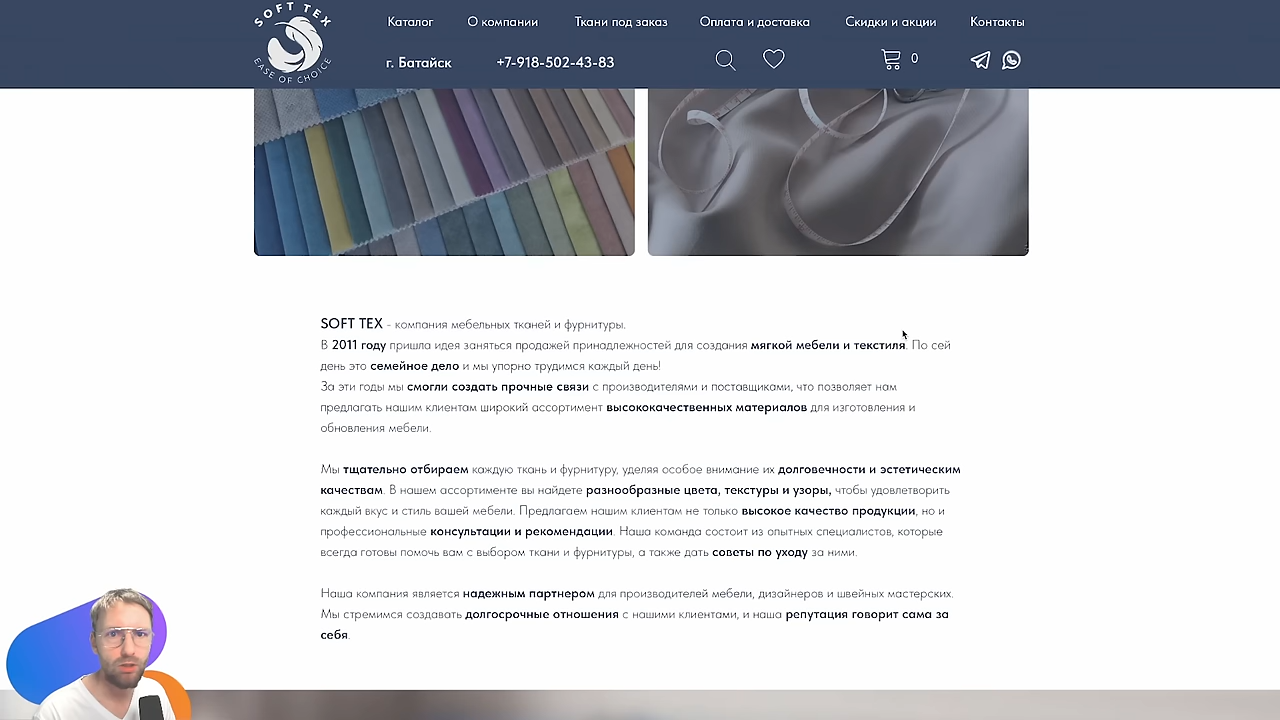 SOFT TEX
EASE OF CHOICE
Каталог
О компании
Ткани под заказ
Оплата и доставка
Скидки и акции
Контакты
г. Батайск
+7-918-502-43-83
0
SOFT TEX - компания мебельных тканей и фурнитуры.
В 2011 году пришла идея заняться продажей принадлежностей для создания мягкой мебели и текстиля. По сей
день это семейное дело и мы упорно трудимся каждый день!
За эти годы мы смогли создать прочные связи с производителями и поставщиками, что позволяет нам
предлагать нашим клиентам широкий ассортимент высококачественных материалов для изготовления и
обновления мебели.
Мы тщательно отбираем каждую ткань и фурнитуру, уделяя особое внимание их долговечности и эстетическим
качествам. В нашем ассортименте вы найдете разнообразные цвета, текстуры и узоры, чтобы удовлетворить
каждый вкус и стиль вашей мебели. Предлагаем нашим клиентам не только высокое качество продукции, но и
профессиональные консультации и рекомендации. Наша команда состоит из опытных специалистов, которые
всегда готовы помочь вам с выбором ткани и фурнитуры, а также дать советы по уходу за ними.
Наша компания является надежным партнером для производителей мебели, дизайнеров и швейных мастерских.
Мы стремимся создавать долгосрочные отношения с нашими клиентами, и наша репутация говорит сама за
себя.